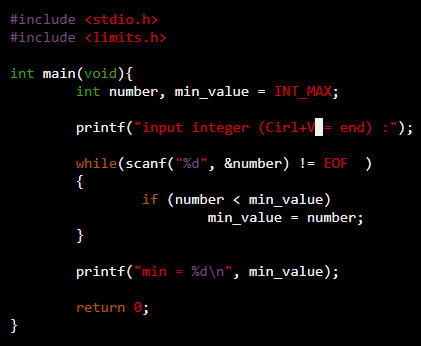 #include <stdio.h>
#include <limits.h>
int main(void){
int number, min_value = INT_MAX;
printf("input integer (Cirl+V = end) :");
while(scanf("%d", &number) != EOF )
{
if (number < min_value)
min_value = number;
}
printf("min = %d\n", min_value);
return 0;
}